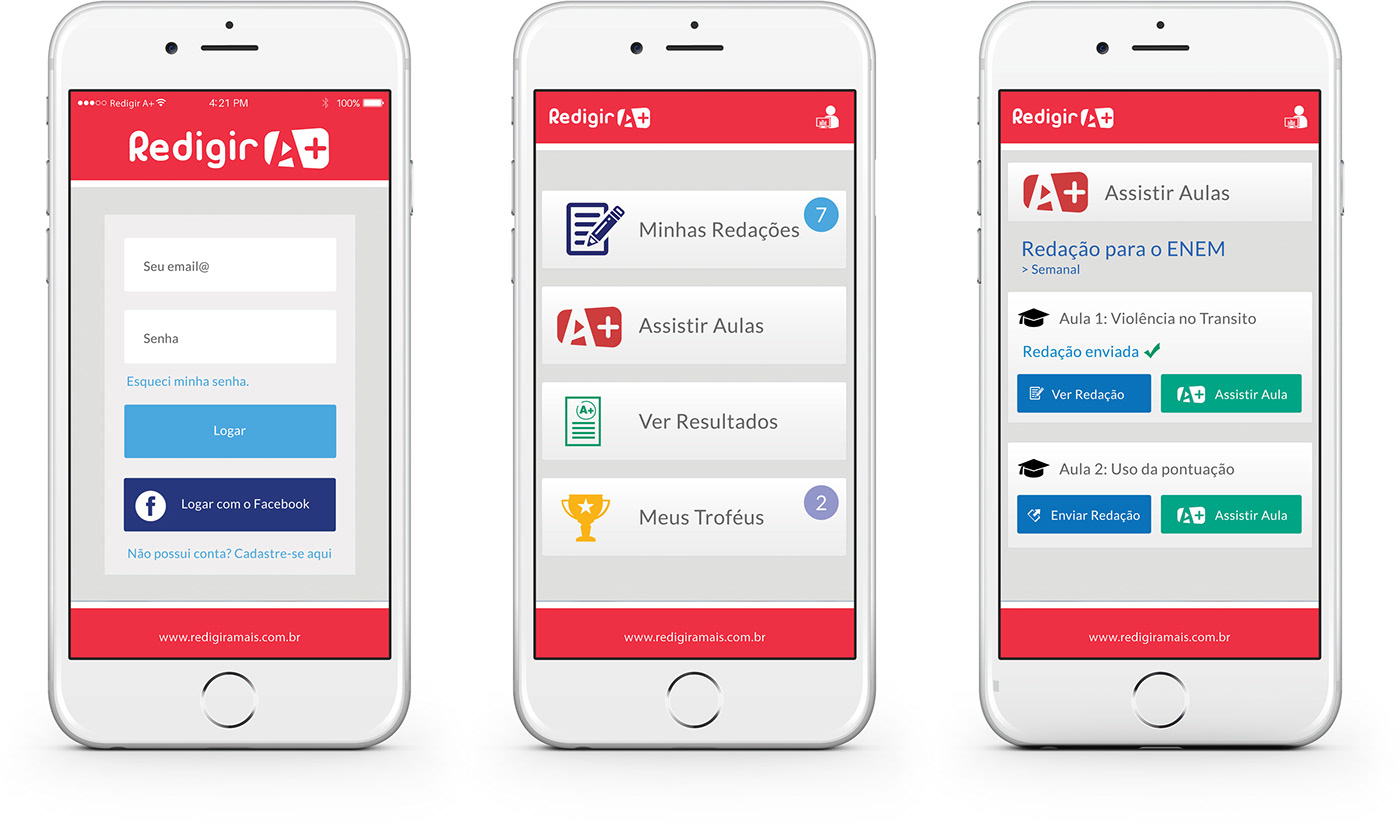 Redigir A+
4:21 PM
100%
Redigir A+
Seu email@
Senha
Esqueci minha senha.
Logar
f
Logar com o Facebook
Não possui conta? Cadastre-se aqui
www.redigiramais.com.br
Redigir A+
Minhas Redações
7
Assistir Aulas
A+
A+
Ver Resultados
Meus Troféus
2
www.redigiramais.com.br
Redigir A+
A+
Assistir Aulas
Redação para o ENEM
> Semanal
Aula 1: Violência no Transito
Redação enviada
Ver Redação
A+ Assistir Aula
Aula 2: Uso da pontuação
Enviar Redação
A+ Assistir Aula
www.redigiramais.com.br